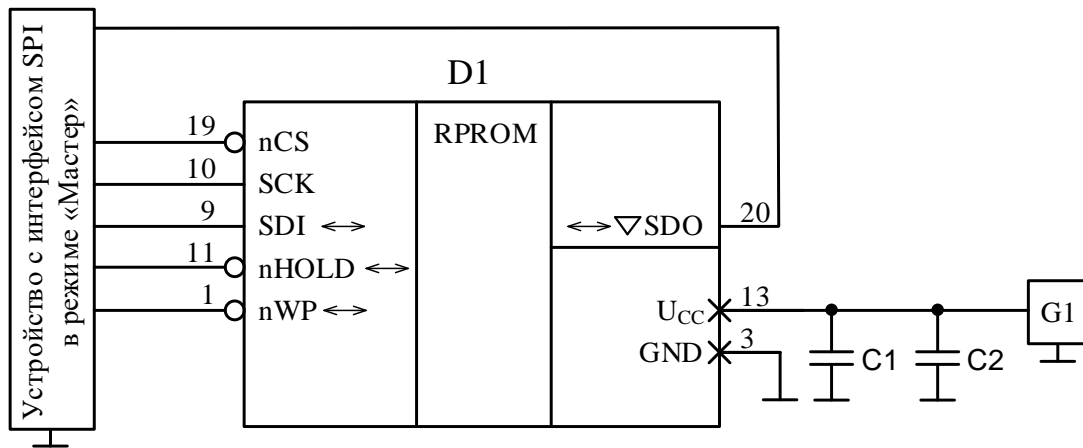 Устройство с интерфейсом SPI
в режиме «Мастер»
D1
19
nCS
RPROM
10
SCK
9
SDI
SDO
20
11
nHOLD
1
nWP
UCC
13
G1
GND
3
C1
C2